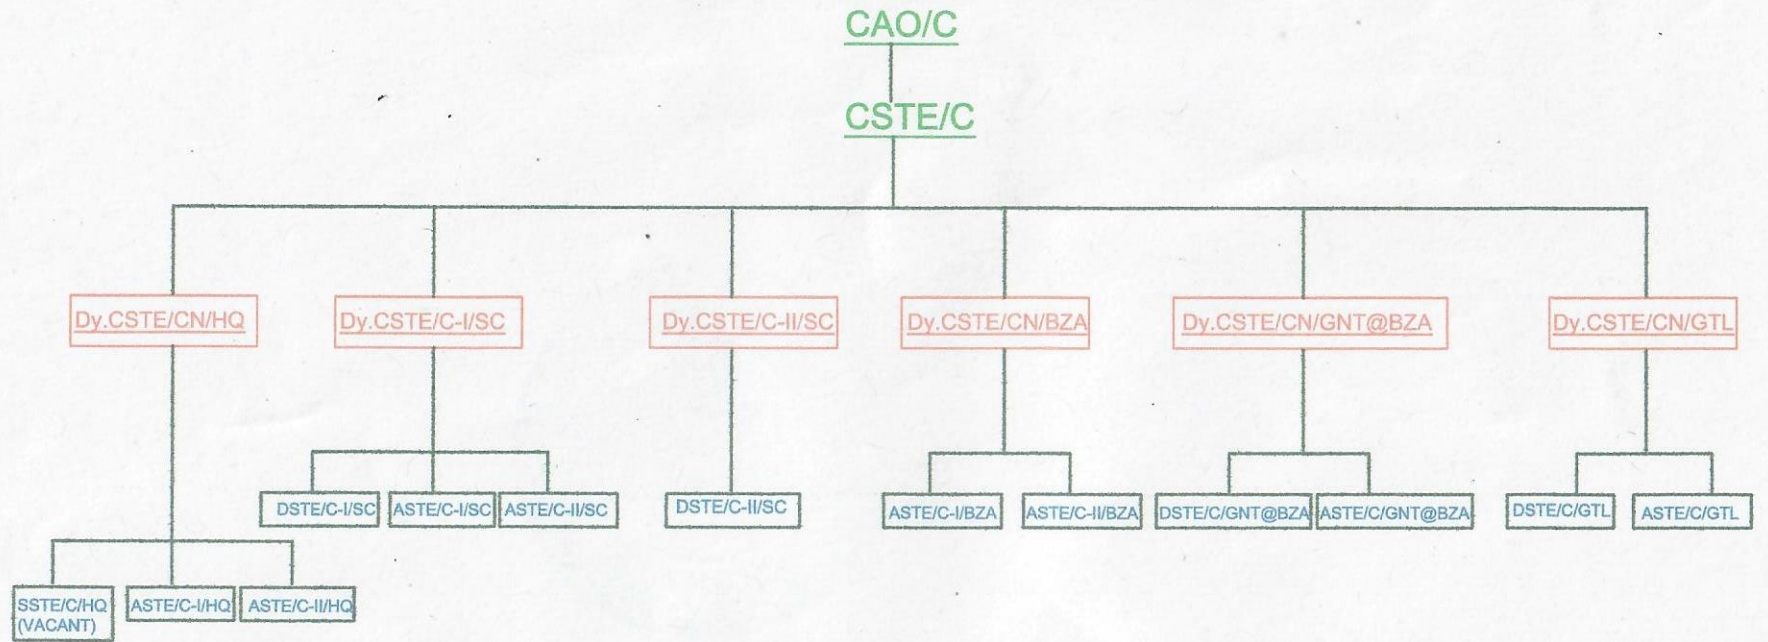 CAO/C
CSTE/C
Dy.CSTE/CN/HQ
Dy.CSTE/C-I/SC
Dy.CSTE/C-II/SC
Dy.CSTE/CN/BZA
Dy.CSTE/CN/GNT@BZA
Dy.CSTE/CN/GTL
DSTE/C-I/SC
ASTE/C-I/SC
ASTE/C-II/SC
DSTE/C-II/SC
ASTE/C-I/BZA
ASTE/C-II/BZA
DSTE/C/GNT@BZA
ASTE/C/GNT@BZA
DSTE/C/GTL
ASTE/C/GTL
SSTE/C/HQ
(VACANT)
ASTE/C-I/HQ
ASTE/C-II/HQ